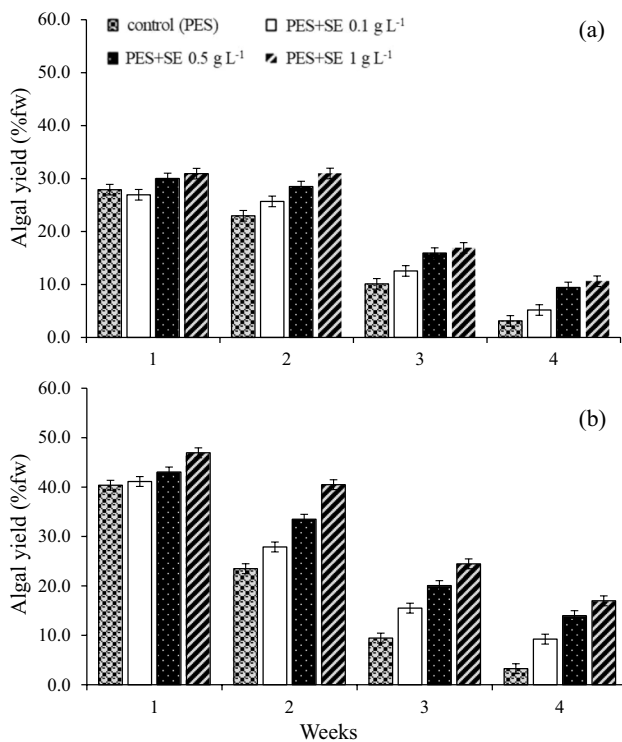 60.0
50.0
40.0
30.0
20.0
10.0
0.0
Algal yield (%fw)
control (PES)
PES+SE 0.1 g L-1
PES+SE 0.5 g L-1
PES+SE 1 g L-1
(a)
1 2 3 4
60.0
50.0
40.0
30.0
20.0
10.0
0.0
Algal yield (%fw)
(b)
1 2 3 4
Weeks